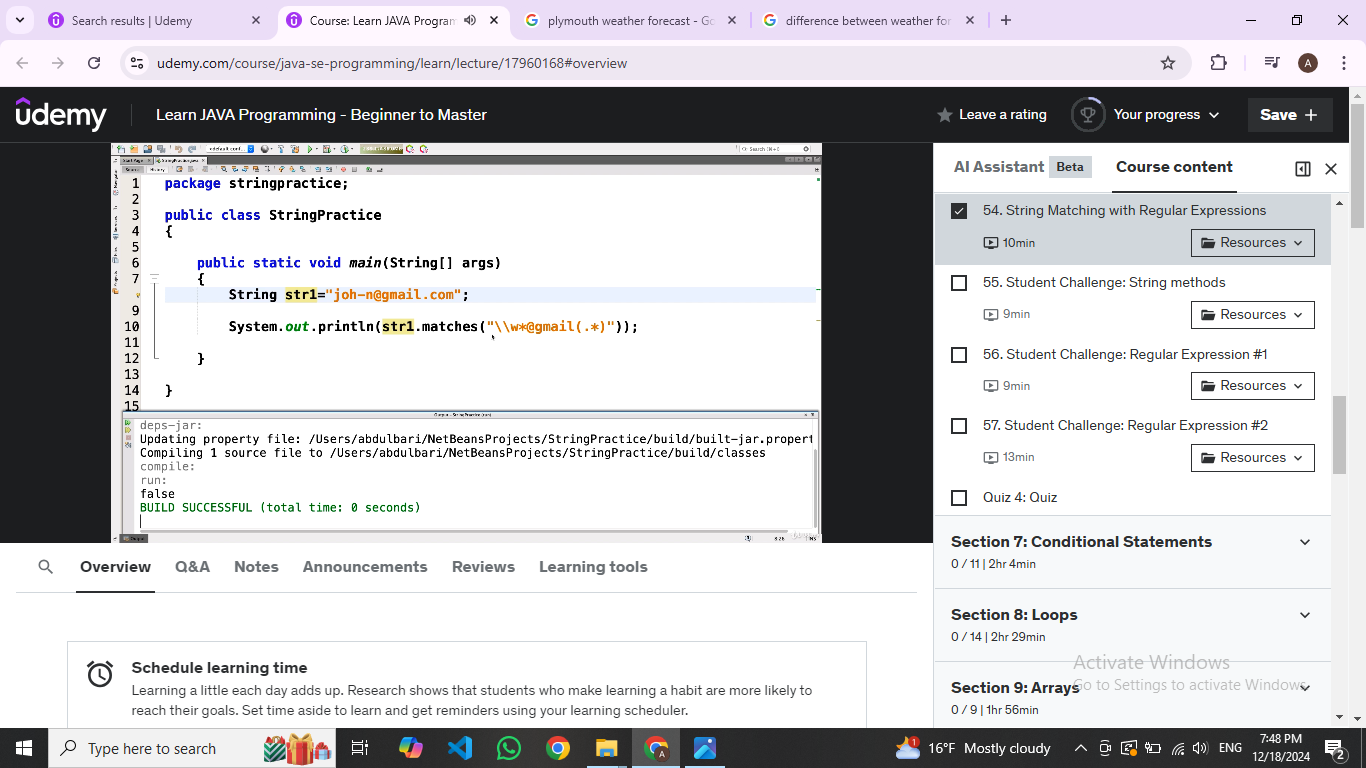 Search results | Udemy
Course: Learn JAVA Program
plymouth weather forecast - Go
difference between weather for
udemy.com/course/java-se-programming/learn/lecture/17960168#overview
A
ûdemy
Learn JAVA Programming - Beginner to Master
Leave a rating
Your progress
Save +
AI Assistant Beta
Course content
1 package stringpractice;
2
3 public class StringPractice
4 {
5
6 public static void main(String[] args)
7 {
String str1="joh-n@gmail.com";
9
10 System.out.println(str1.matches("\\w*@gmail(.*)"));
11
12 }
13
14 }
15
deps-jar:
Updating property file: /Users/abdulbari/NetBeansProjects/StringPractice/build/built-jar.propert
Compiling 1 source file to /Users/abdulbari/NetBeansProjects/StringPractice/build/classes
compile:
run:
false
BUILD SUCCESSFUL (total time: 0 seconds)
54. String Matching with Regular Expressions
10min
Resources
55. Student Challenge: String methods
9min
Resources
56. Student Challenge: Regular Expression #1
9min
Resources
57. Student Challenge: Regular Expression #2
13min
Resources
Quiz 4: Quiz
Section 7: Conditional Statements
0 / 11 | 2hr 4min
Section 8: Loops
0 / 14 | 2hr 29min
Section 9: Arrays
0 / 9 | 1hr 56min
Activate Windows
Go to Settings to activate Windows.
Overview
Q&A
Notes
Announcements
Reviews
Learning tools
Schedule learning time
Learning a little each day adds up. Research shows that students who make learning a habit are more likely to
reach their goals. Set time aside to learn and get reminders using your learning scheduler.
Type here to search
16°F Mostly cloudy
ENG
7:48 PM
12/18/2024
2